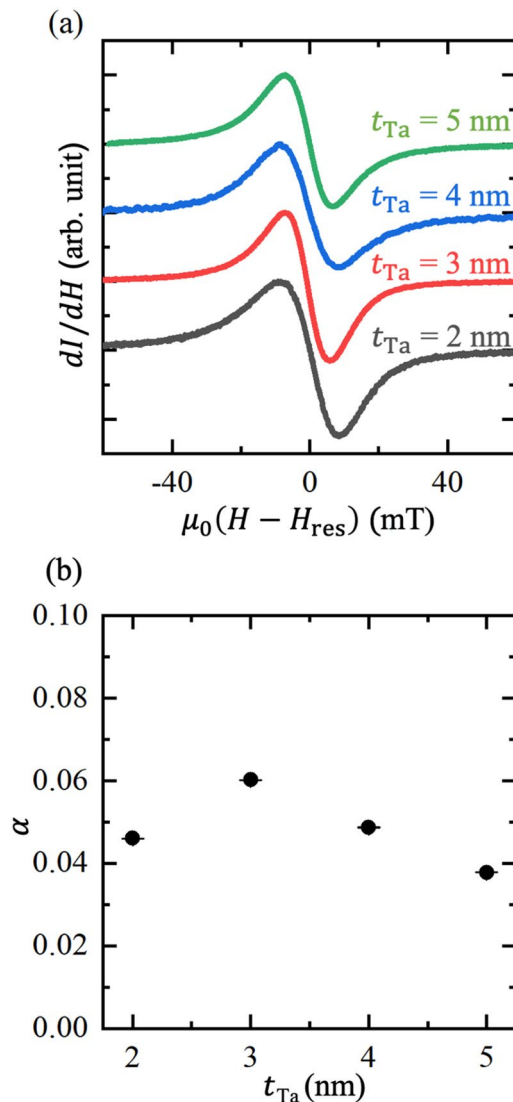 (a)
dI/dH (arb. unit)
t_Ta = 5 nm
t_Ta = 4 nm
t_Ta = 3 nm
t_Ta = 2 nm
-40 0 40
μ₀(H − H_res) (mT)
(b)
0.10
0.08
0.06
0.04
0.02
0.00
α
2 3 4 5
t_Ta (nm)